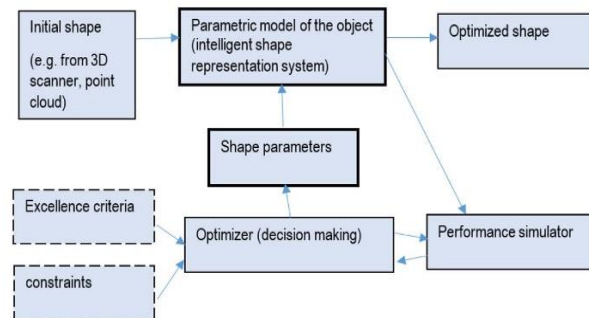 Initial shape
(e.g. from 3D
scanner, point
cloud)
Parametric model of the object
(intelligent shape
representation system)
Optimized shape
Shape parameters
Excellence criteria
Optimizer (decision making)
Performance simulator
constraints